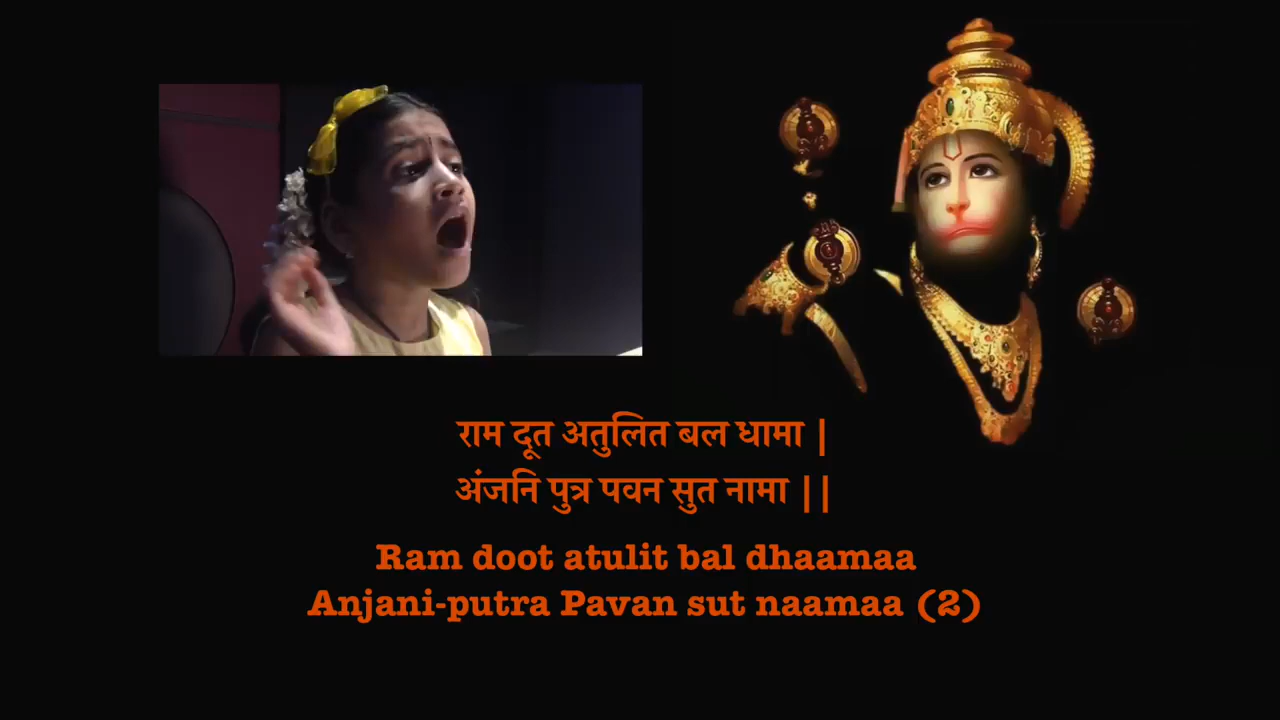 राम दूत अतुलित बल धामा |
अंजनि पुत्र पवन सुत नामा ||
Ram doot atulit bal dhaamaa
Anjani-putra Pavan sut naamaa (2)